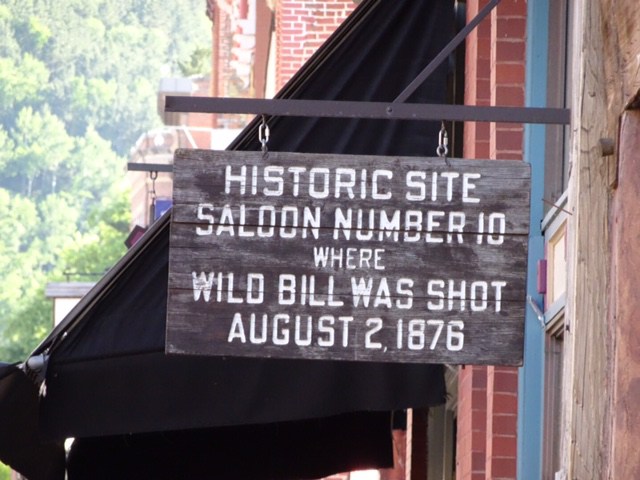 HISTORIC SITE
SALOON NUMBER 10
WHERE
WILD BILL WAS SHOT
AUGUST 2, 1876